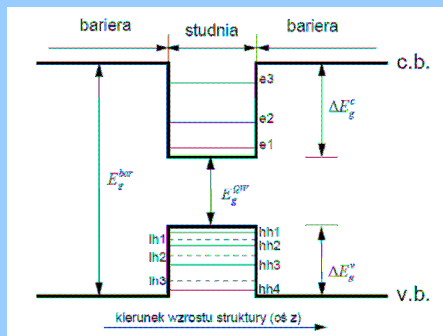 bariera studnia bariera
c.b.
e3
e2
e1
ΔE_g^c
E_g^bar
E_g^QW
lh1
lh2
lh3
hh1
hh2
hh3
hh4
ΔE_g^v
v.b.
kierunek wzrostu struktury (oś z)